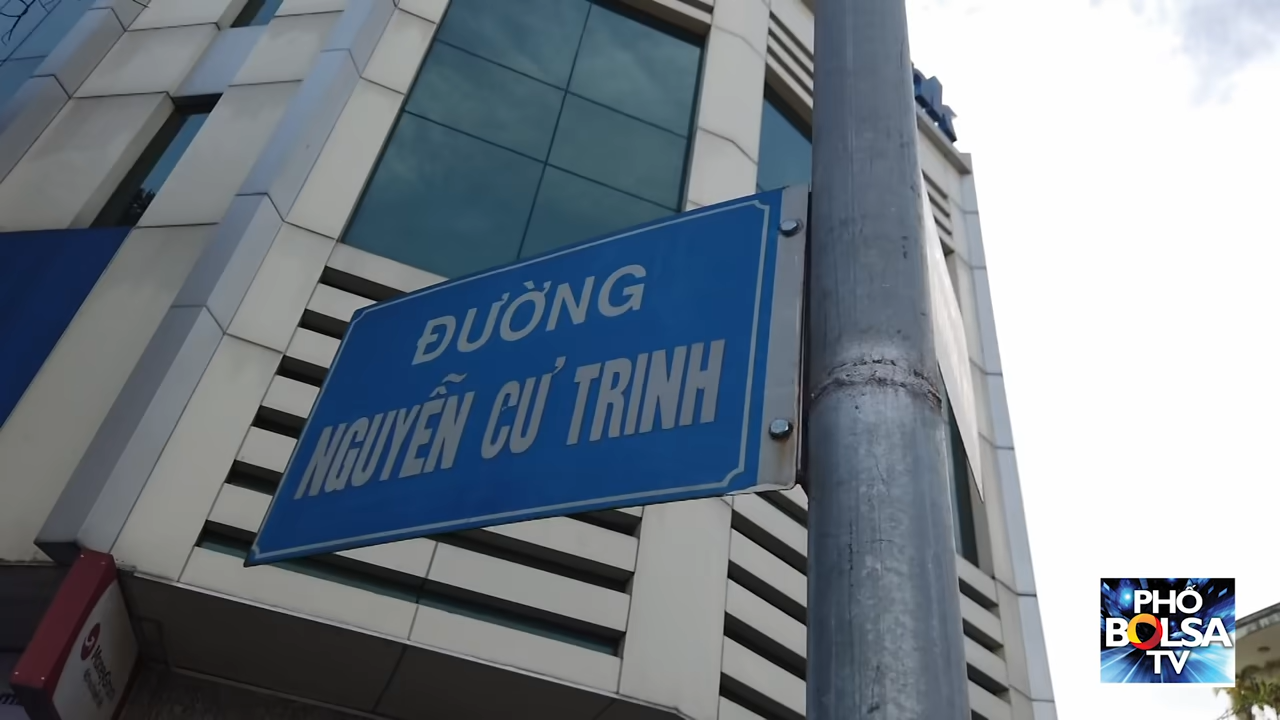 ĐƯỜNG
NGUYỄN CƯ TRINH
PHỐ
BOLSA
TV